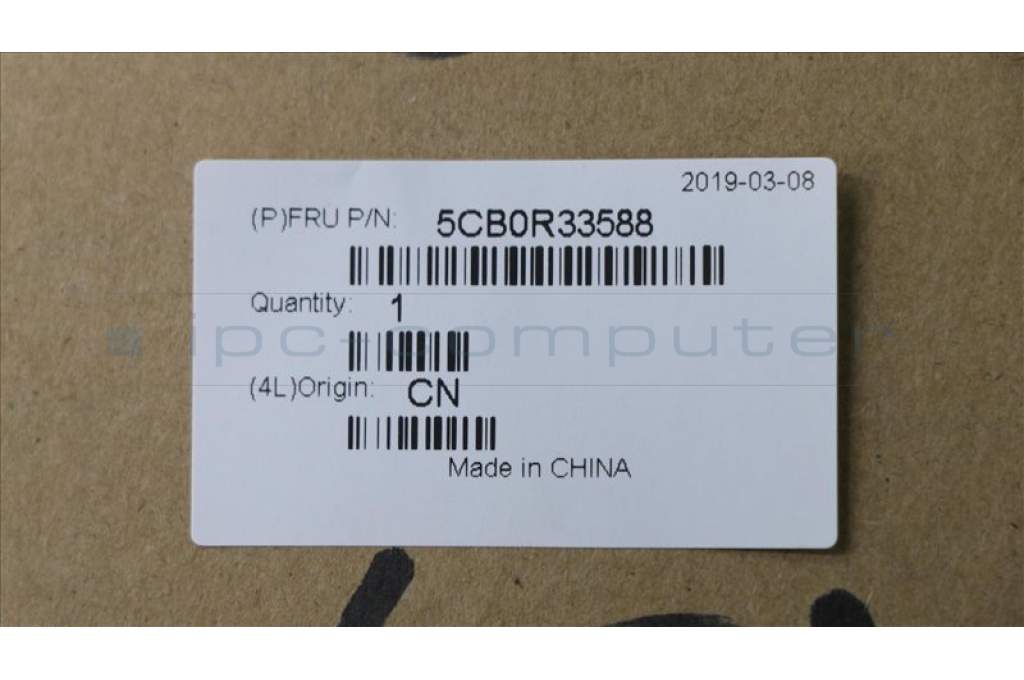 2019-03-08
(P)FRU P/N: 5CB0R33588
Quantity: 1
ipc-computer
(4L)Origin: CN
Made in CHINA